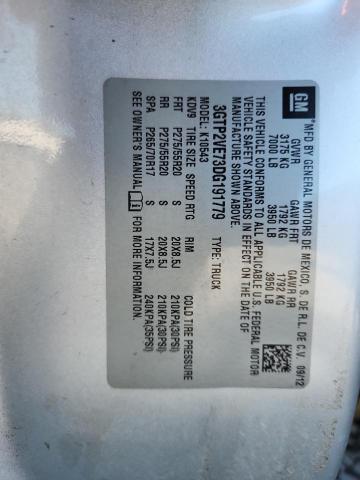 GM MFD BY GENERAL MOTORS DE MEXICO, S. DE R.L. DE C.V. 09/12
GVWR GAWR FRT GAWR RR
3175 KG 1792 KG 1792 KG
7000 LB 3950 LB 3950 LB
THIS VEHICLE CONFORMS TO ALL APPLICABLE U.S. FEDERAL MOTOR
VEHICLE SAFETY STANDARDS IN EFFECT ON THE DATE OF
MANUFACTURE SHOWN ABOVE.
3GTP2VE73DG191779 TYPE: TRUCK
MODEL: K10543
KDV9 TIRE SIZE SPEED RTG RIM COLD TIRE PRESSURE
FRT P275/55R20 S 20X8.5J 210KPA(30PSI)
RR P275/55R20 S 20X8.5J 210KPA(30PSI)
SPA P265/70R17 S 17X7.5J 240KPA(35PSI)
SEE OWNER'S MANUAL